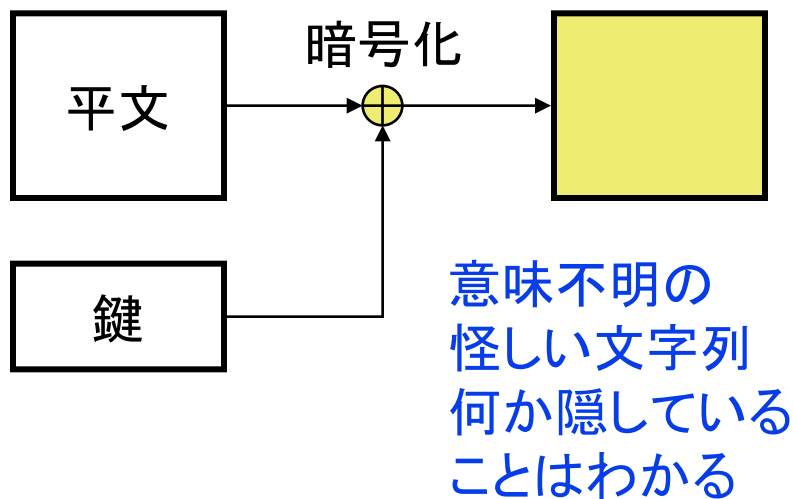 暗号化
平文
鍵
意味不明の
怪しい文字列
何か隠している
ことはわかる